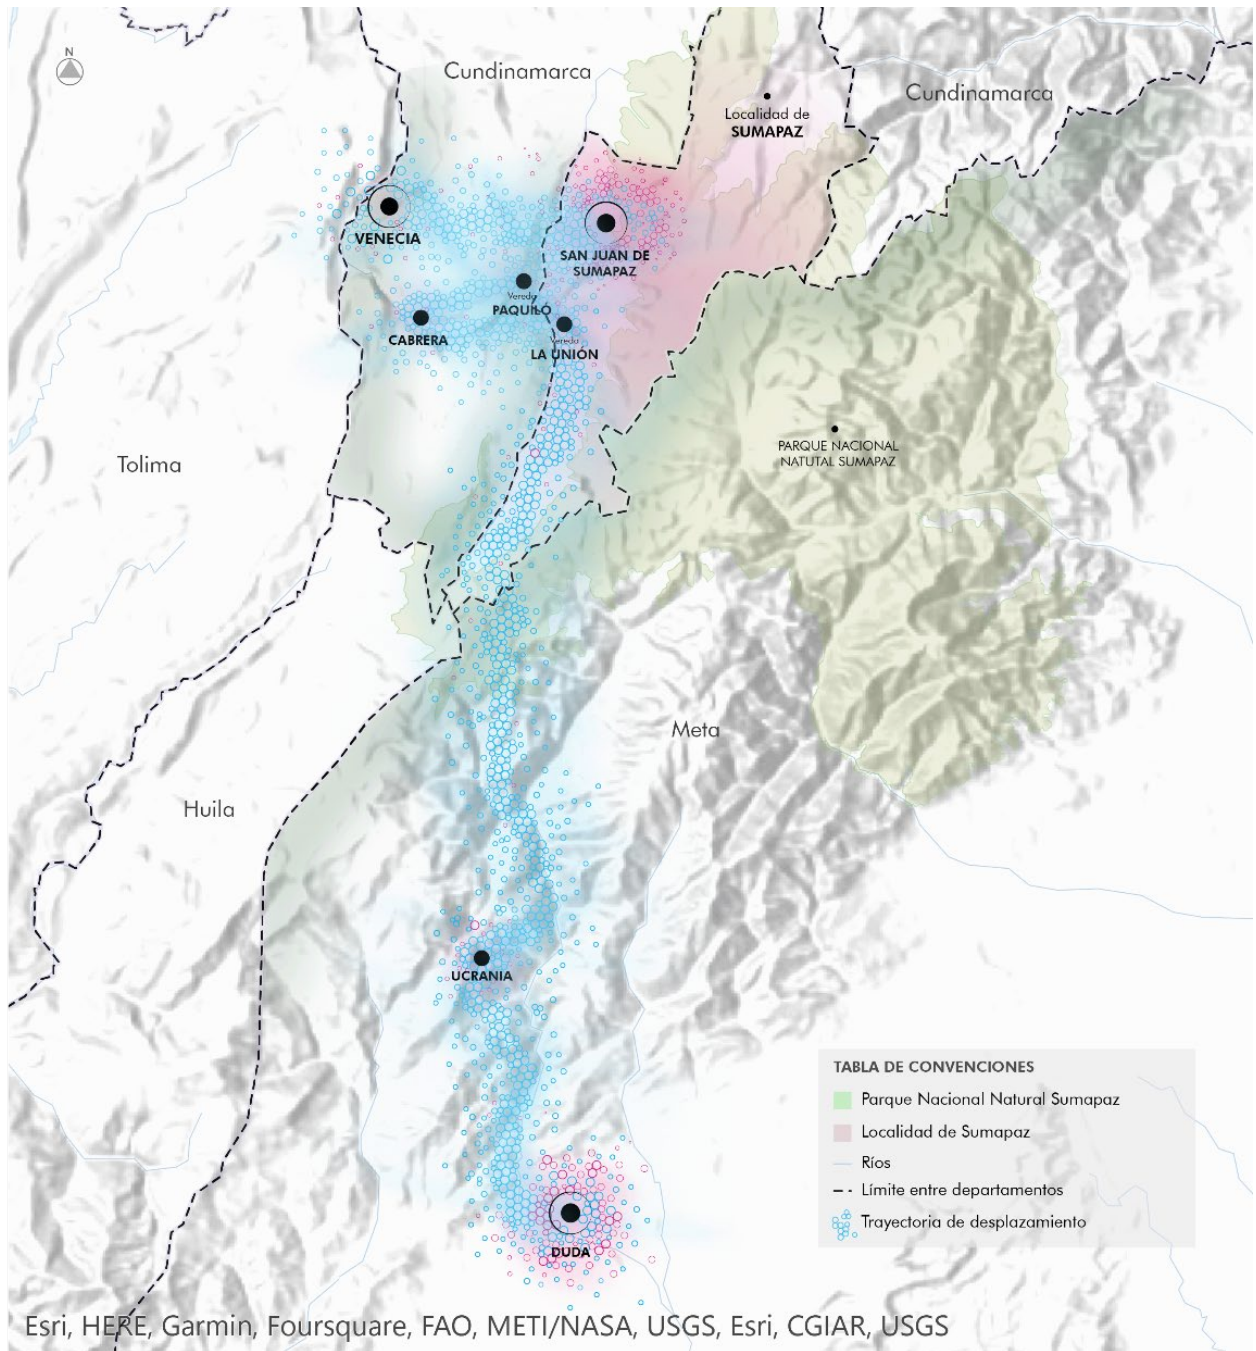 N
Cundinamarca
Cundinamarca
Localidad de
SUMAPAZ
VENECIA
SAN JUAN DE
SUMAPAZ
Vereda
PAQUILÓ
CABRERA
Vereda
LA UNIÓN
Tolima
PARQUE NACIONAL
NATUTAL SUMAPAZ
Meta
Huila
UCRANIA
DUDA
TABLA DE CONVENCIONES
Parque Nacional Natural Sumapaz
Localidad de Sumapaz
Ríos
Límite entre departamentos
Trayectoria de desplazamiento
Esri, HERE, Garmin, Foursquare, FAO, METI/NASA, USGS, Esri, CGIAR, USGS